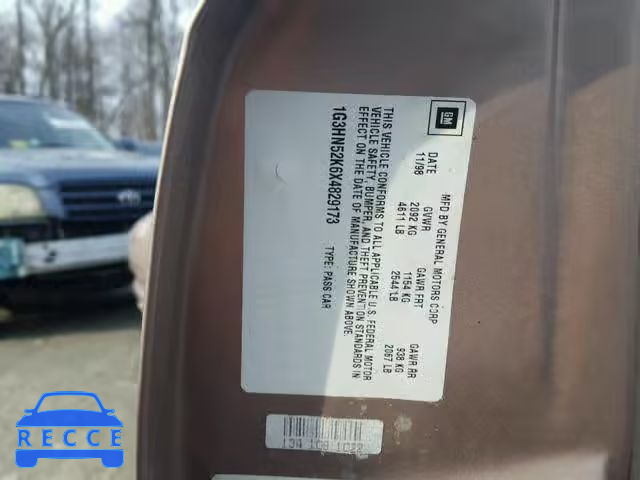 GM
MFD BY GENERAL MOTORS CORP
DATE GVWR GAWR FRT GAWR RR
11/98 2092 KG 1154 KG 938 KG
4611 LB 2544 LB 2067 LB
THIS VEHICLE CONFORMS TO ALL APPLICABLE U.S. FEDERAL MOTOR
VEHICLE SAFETY, BUMPER, AND THEFT PREVENTION STANDARDS IN
EFFECT ON THE DATE OF MANUFACTURE SHOWN ABOVE.
1G3HN52K6X4829173 TYPE: PASS CAR
RECCE